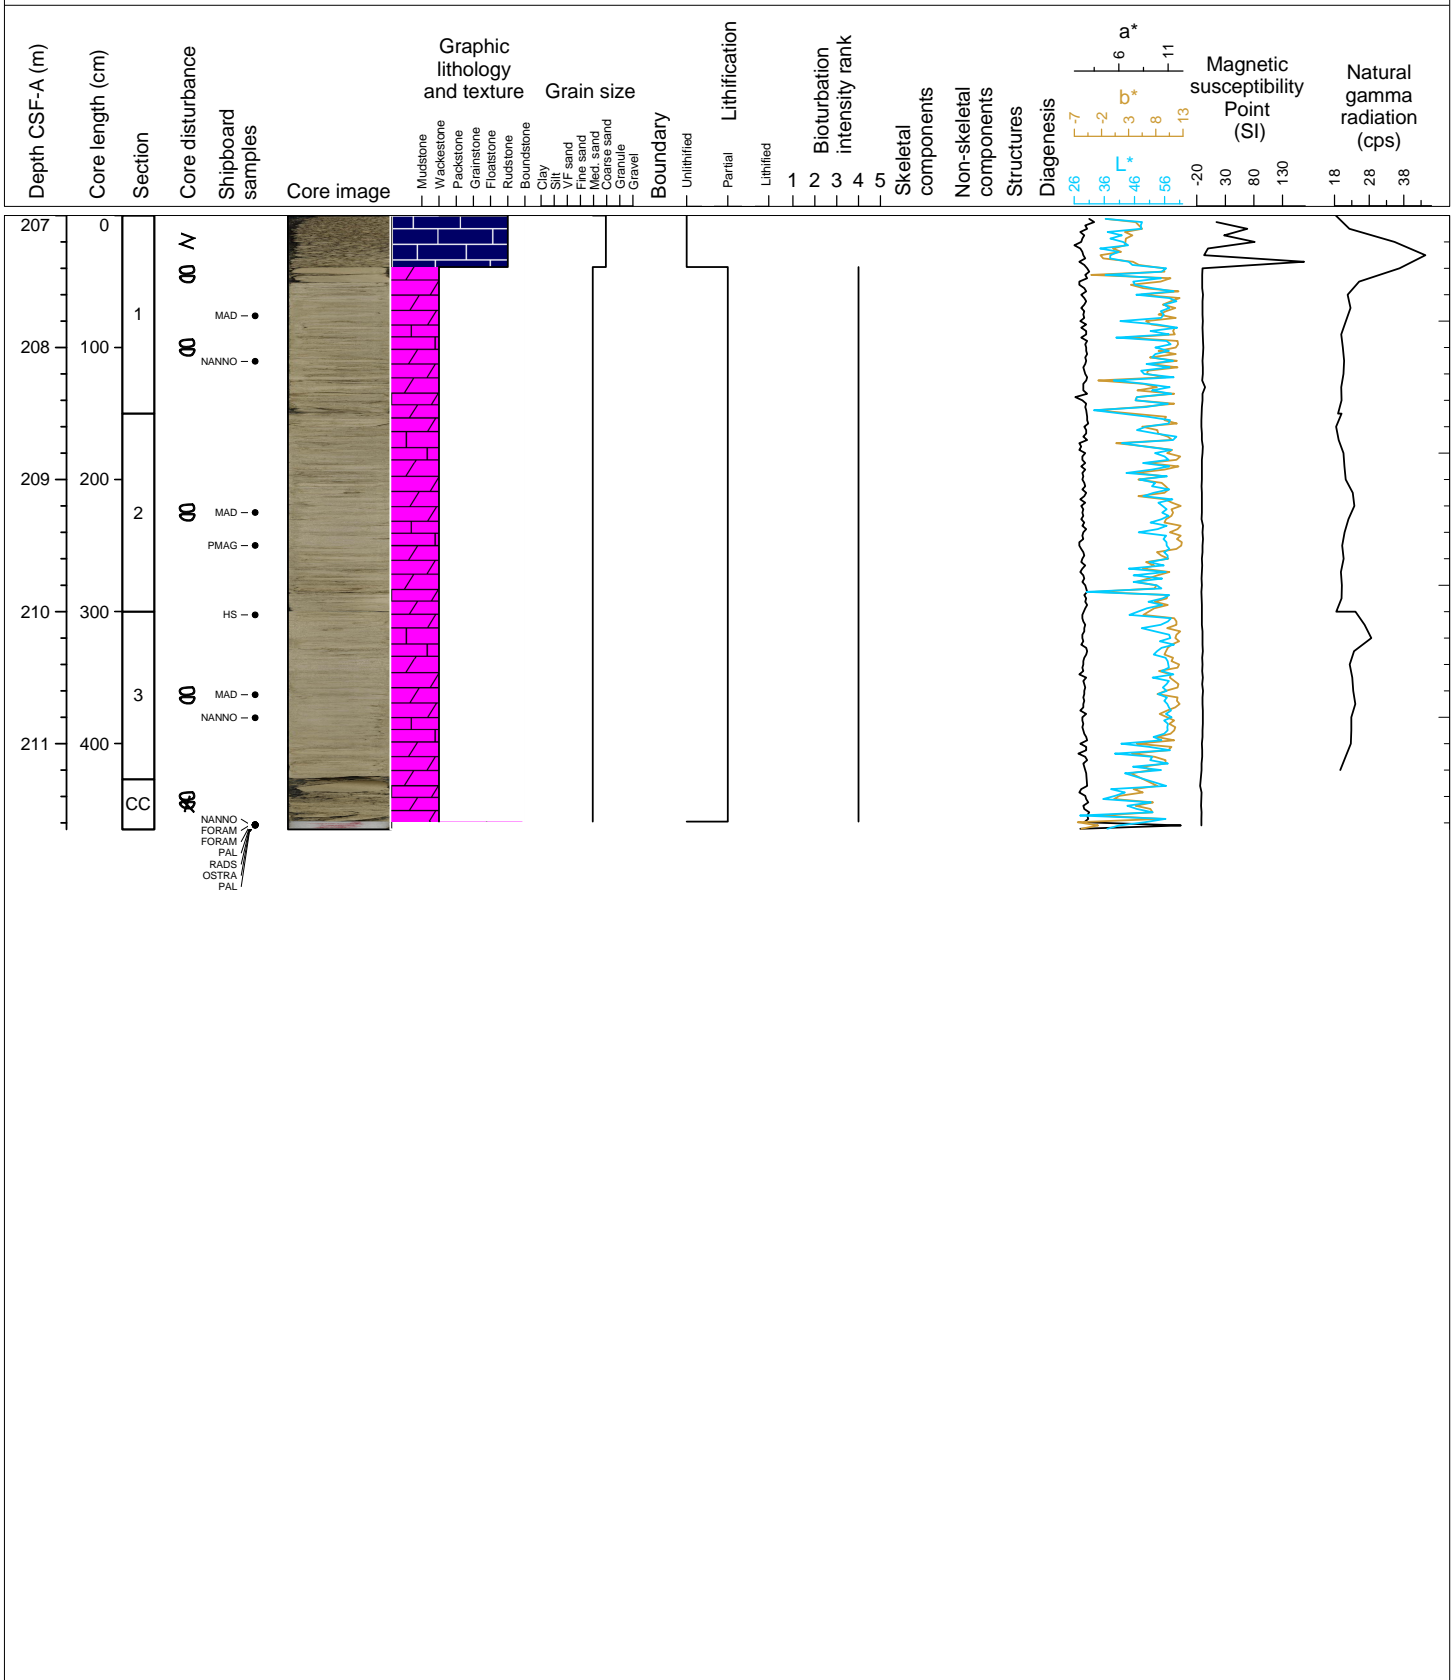 Depth CSF-A (m)
Core length (cm)
Section
Core disturbance
Shipboard
samples
Core image
Graphic
lithology
and texture
Mudstone
Wackestone
Packstone
Grainstone
Floatstone
Rudstone
Boundstone
Grain size
Clay
Silt
VF sand
Fine sand
Med. sand
Coarse sand
Granule
Gravel
Boundary
Lithification
Unlithified
Partial
Lithified
Bioturbation
intensity rank
1 2 3 4 5
Skeletal
components
Non-skeletal
components
Structures
Diagenesis
a*
6 11
b*
-7 -2 3 8 13
L*
26 36 46 56
Magnetic
susceptibility
Point
(SI)
-20 30 80 130
Natural
gamma
radiation
(cps)
18 28 38
207 0
1
MAD
208 100
NANNO
209 200
2
MAD
PMAG
210 300
HS
3
MAD
NANNO
211 400
CC
NANNO
FORAM
FORAM
PAL
RADS
OSTRA
PAL